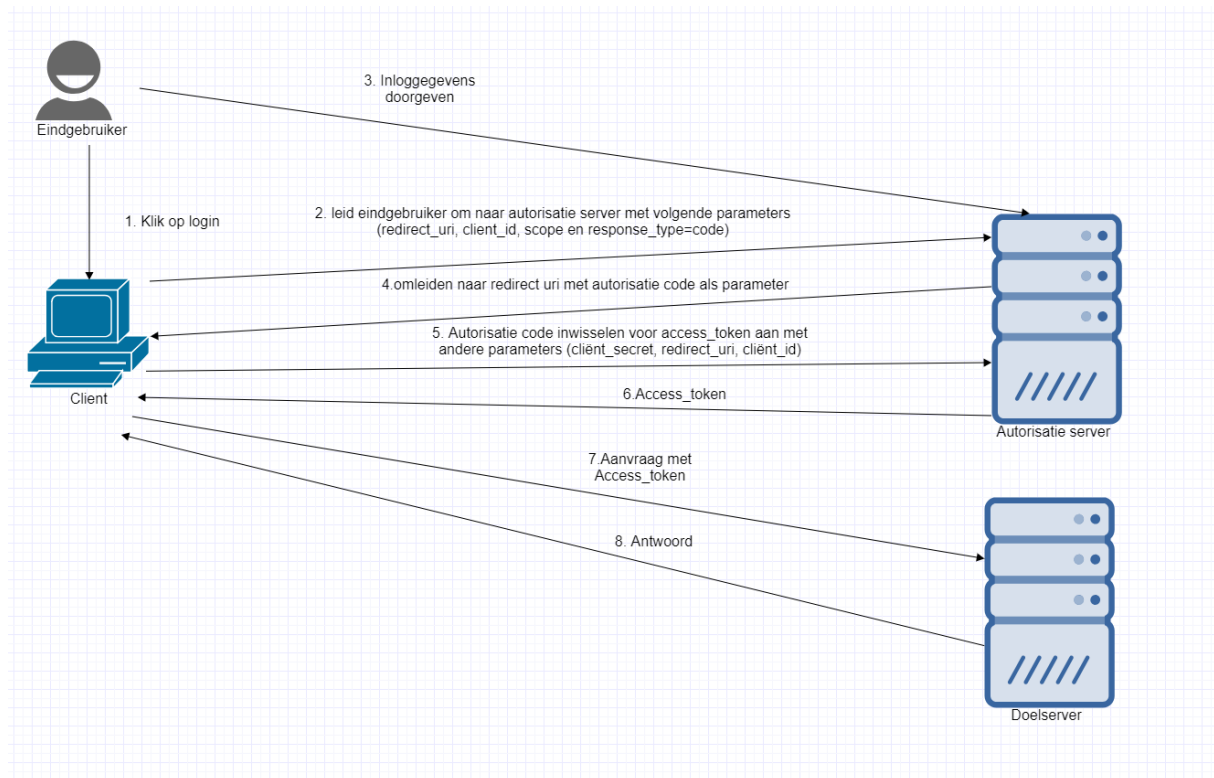 3. Inloggegevens
doorgeven
Eindgebruiker
1. Klik op login
2. leid eindgebruiker om naar autorisatie server met volgende parameters
(redirect_uri, client_id, scope en response_type=code)
4.omleiden naar redirect uri met autorisatie code als parameter
5. Autorisatie code inwisselen voor access_token aan met
andere parameters (cliënt_secret, redirect_uri, cliënt_id)
6.Access_token
Client
Autorisatie server
7.Aanvraag met
Access_token
8. Antwoord
Doelserver